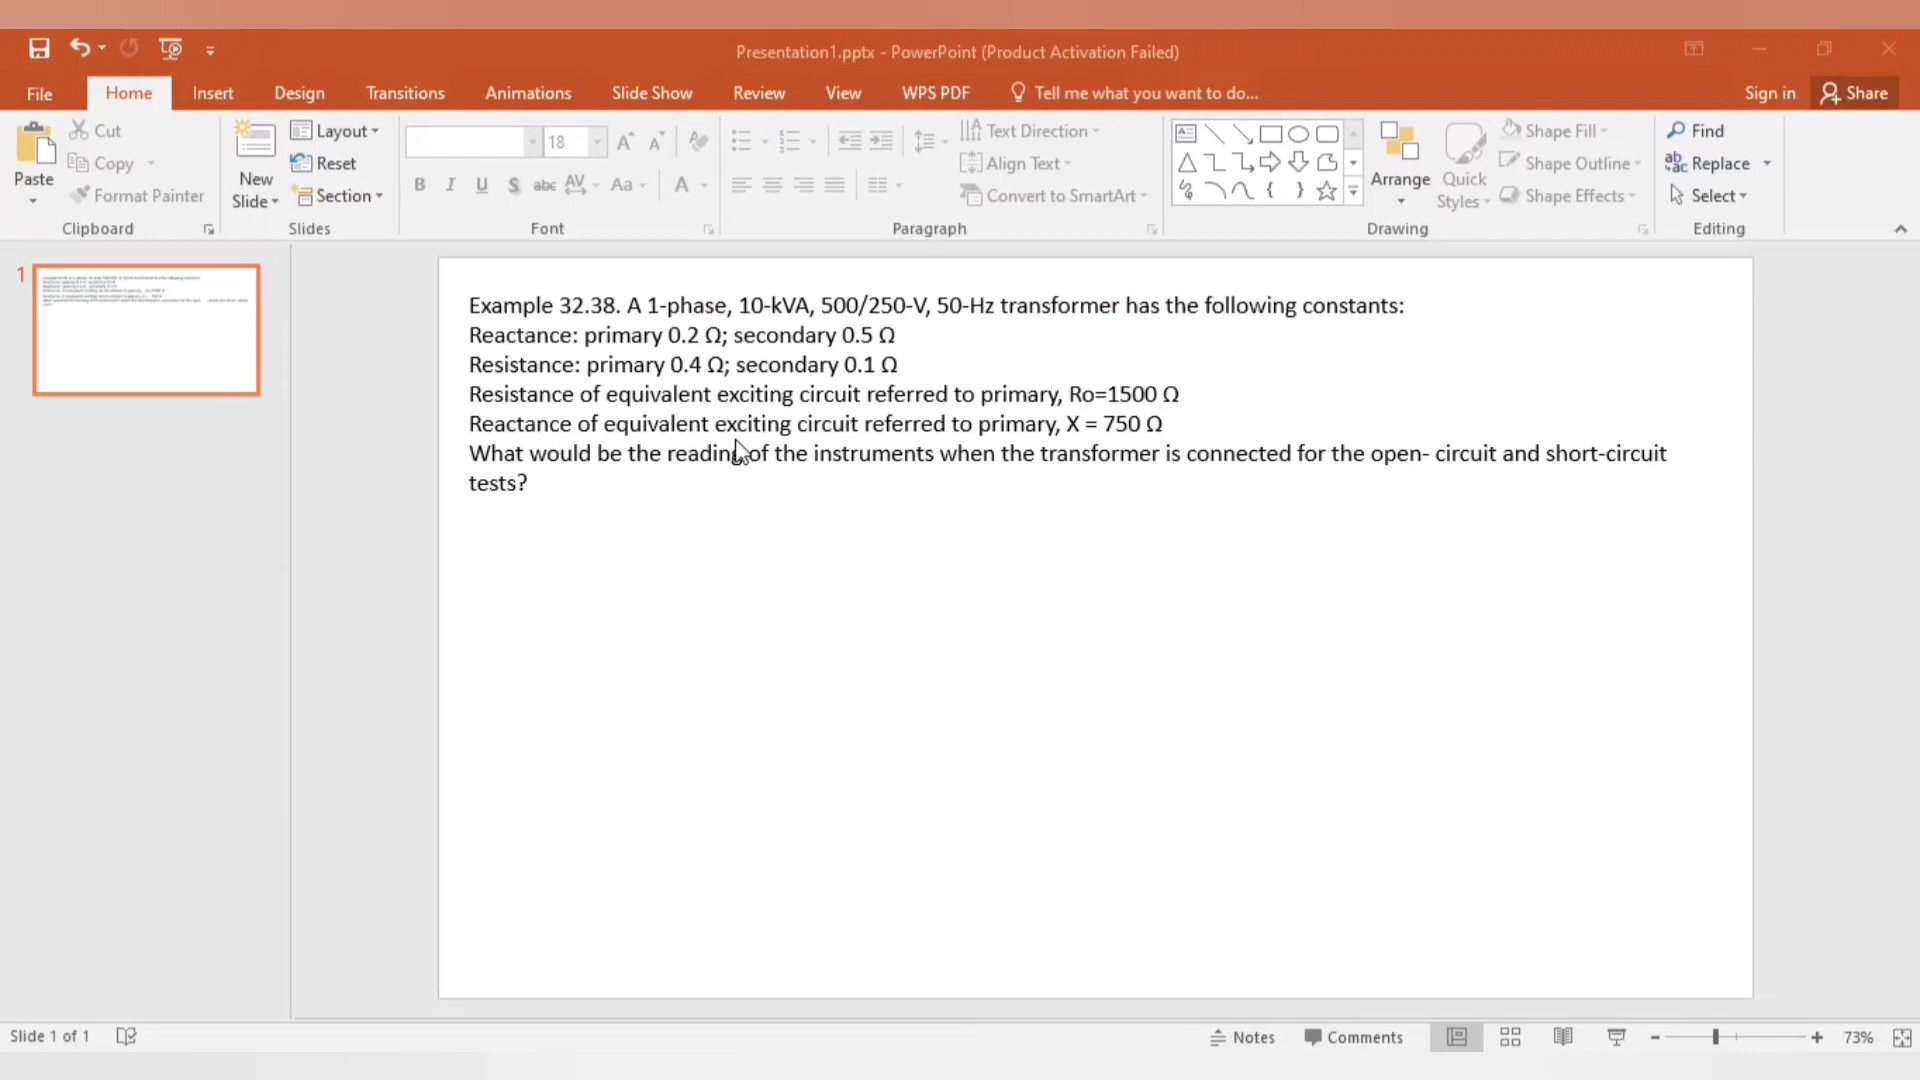 Presentation1.pptx - PowerPoint (Product Activation Failed)
File Home Insert Design Transitions Animations Slide Show Review View WPS PDF Tell me what you want to do... Sign in Share
Paste
Cut
Copy
Format Painter
Clipboard
New Slide
Layout
Reset
Section
Slides
18
B I U S abc AV Aa A
Font
Text Direction
Align Text
Convert to SmartArt
Paragraph
Arrange
Quick Styles
Shape Fill
Shape Outline
Shape Effects
Drawing
Find
Replace
Select
Editing
1
Example 32.38. A 1-phase, 10-kVA, 500/250-V, 50-Hz transformer has the following constants:
Reactance: primary 0.2 Ω; secondary 0.5 Ω
Resistance: primary 0.4 Ω; secondary 0.1 Ω
Resistance of equivalent exciting circuit referred to primary, Ro=1500 Ω
Reactance of equivalent exciting circuit referred to primary, X = 750 Ω
What would be the reading of the instruments when the transformer is connected for the open- circuit and short-circuit
tests?
Slide 1 of 1
Notes Comments 73%